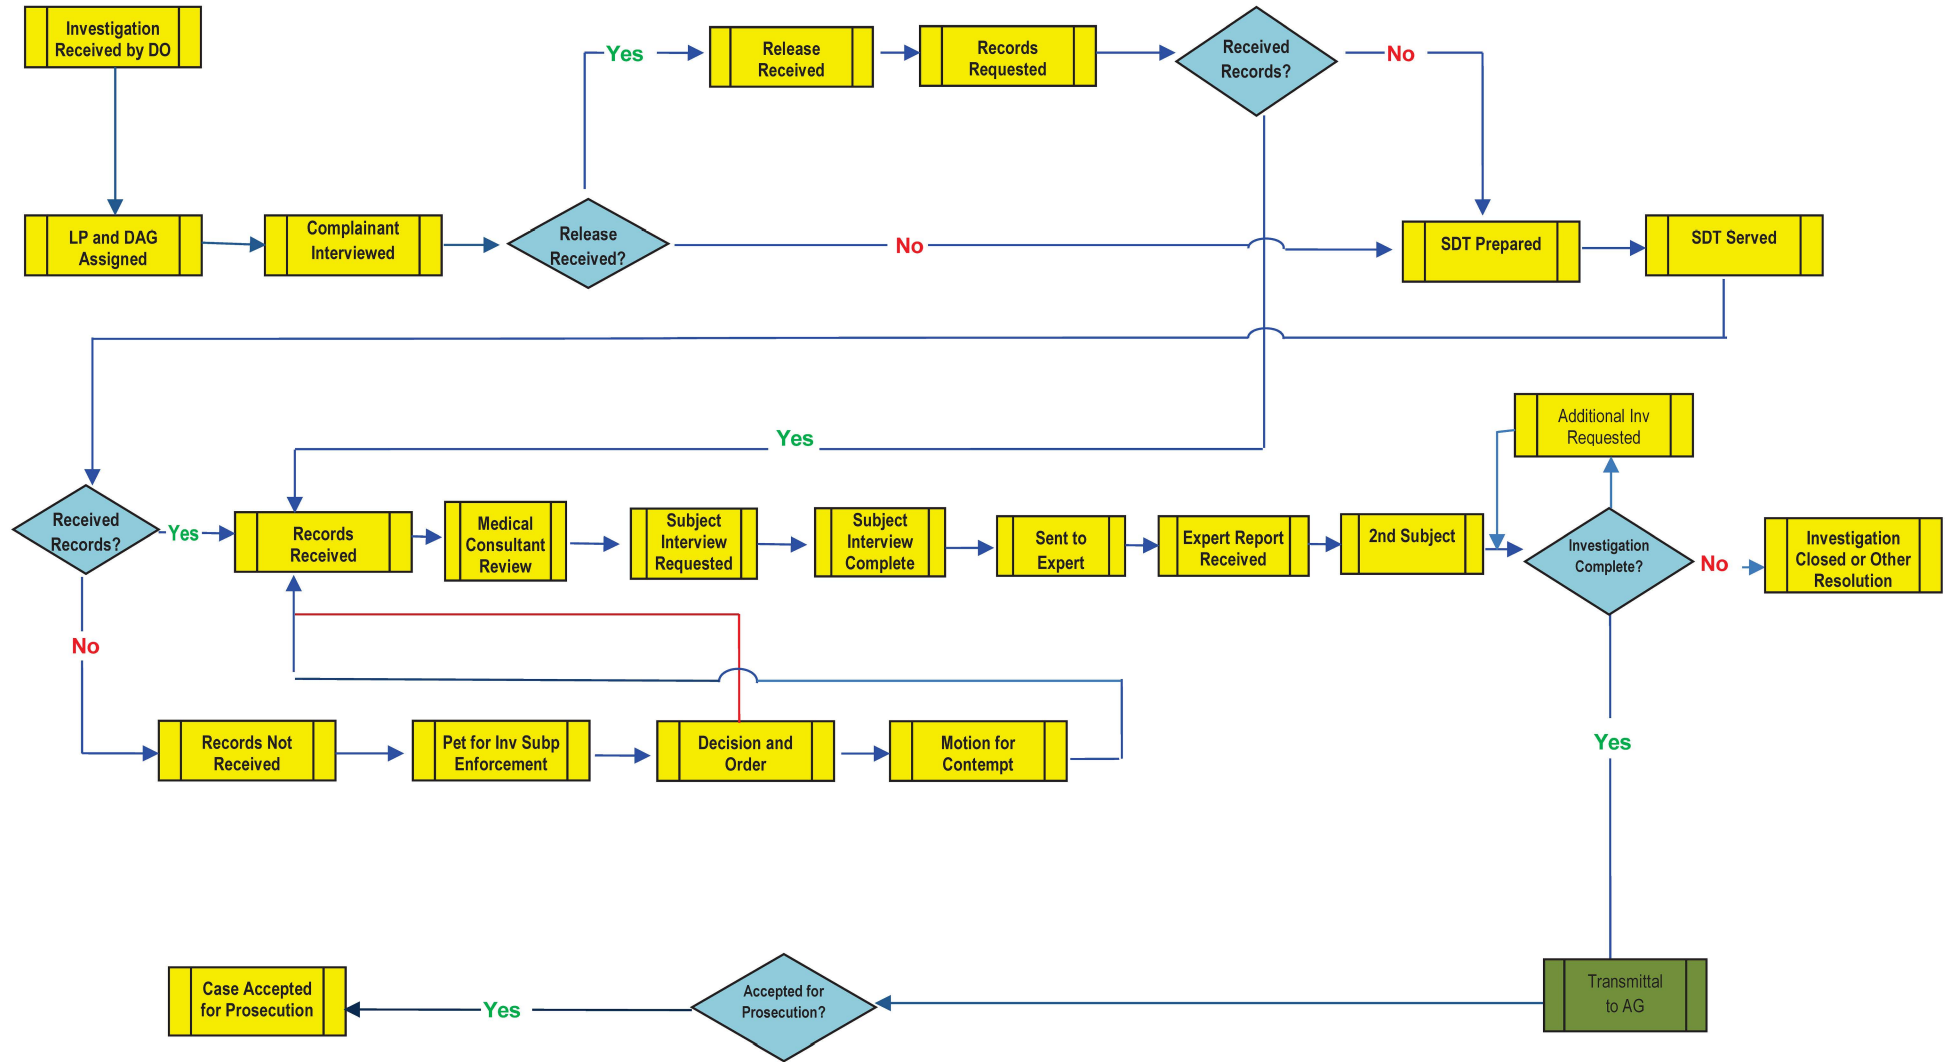 Investigation
Received by DO
Yes
Release
Received
Records
Requested
Received
Records?
No
LP and DAG
Assigned
Complainant
Interviewed
Release
Received?
No
SDT Prepared
SDT Served
Yes
Additional Inv
Requested
Received
Records?
Yes
Records
Received
Medical
Consultant
Review
Subject
Interview
Requested
Subject
Interview
Complete
Sent to
Expert
Expert Report
Received
2nd Subject
Investigation
Complete?
No
Investigation
Closed or Other
Resolution
No
Records Not
Received
Pet for Inv Subp
Enforcement
Decision and
Order
Motion for
Contempt
Yes
Case Accepted
for Prosecution
Yes
Accepted for
Prosecution?
Transmittal
to AG